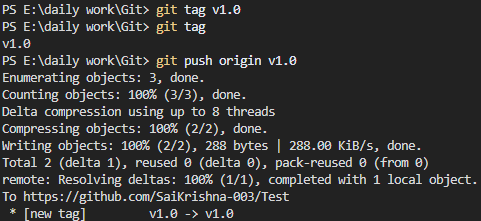 PS E:\daily work\Git> git tag v1.0
PS E:\daily work\Git> git tag
v1.0
PS E:\daily work\Git> git push origin v1.0
Enumerating objects: 3, done.
Counting objects: 100% (3/3), done.
Delta compression using up to 8 threads
Compressing objects: 100% (2/2), done.
Writing objects: 100% (2/2), 288 bytes | 288.00 KiB/s, done.
Total 2 (delta 1), reused 0 (delta 0), pack-reused 0 (from 0)
remote: Resolving deltas: 100% (1/1), completed with 1 local object.
To https://github.com/SaiKrishna-003/Test
 * [new tag]         v1.0 -> v1.0